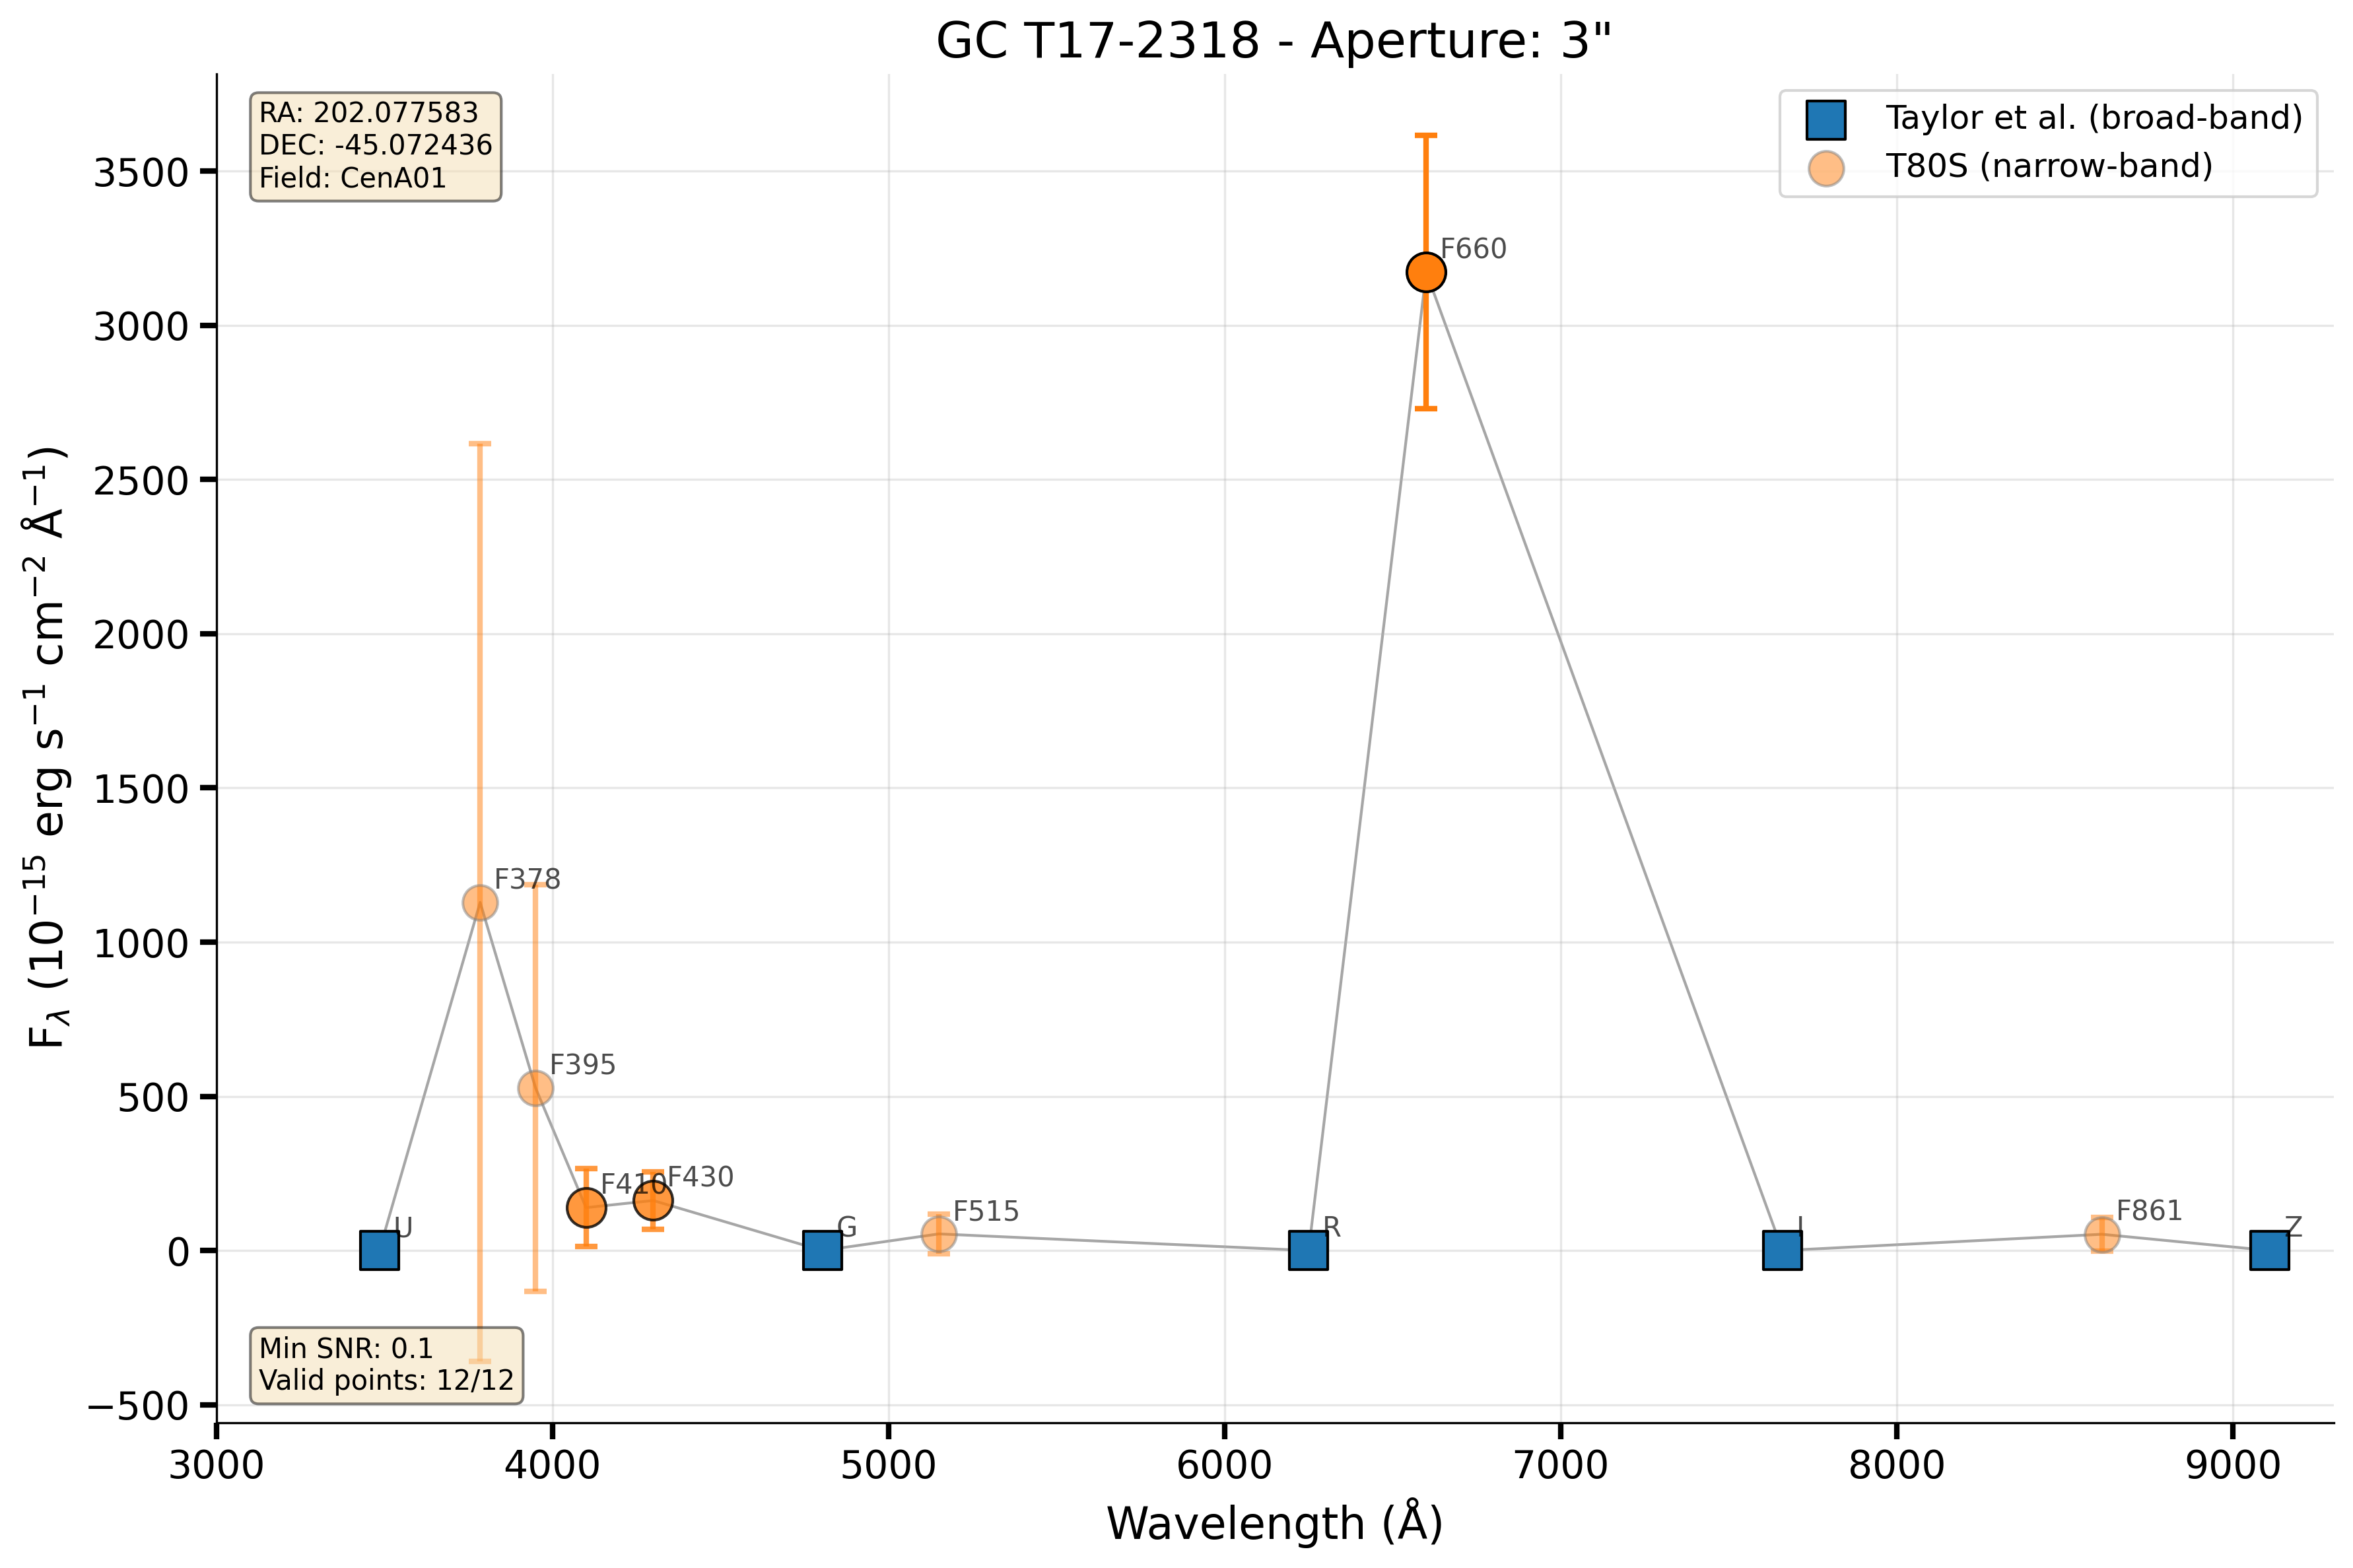 GC T17-2318 - Aperture: 3"
RA: 202.077583
DEC: -45.072436
Field: CenA01
Taylor et al. (broad-band)
T80S (narrow-band)
F660
F378
F395
F410
F430
F515
F861
U
G
R
I
Z
Min SNR: 0.1
Valid points: 12/12
3500
3000
2500
2000
1500
1000
500
0
−500
3000 4000 5000 6000 7000 8000 9000
Wavelength (Å)
Fλ (10⁻¹⁵ erg s⁻¹ cm⁻² Å⁻¹)